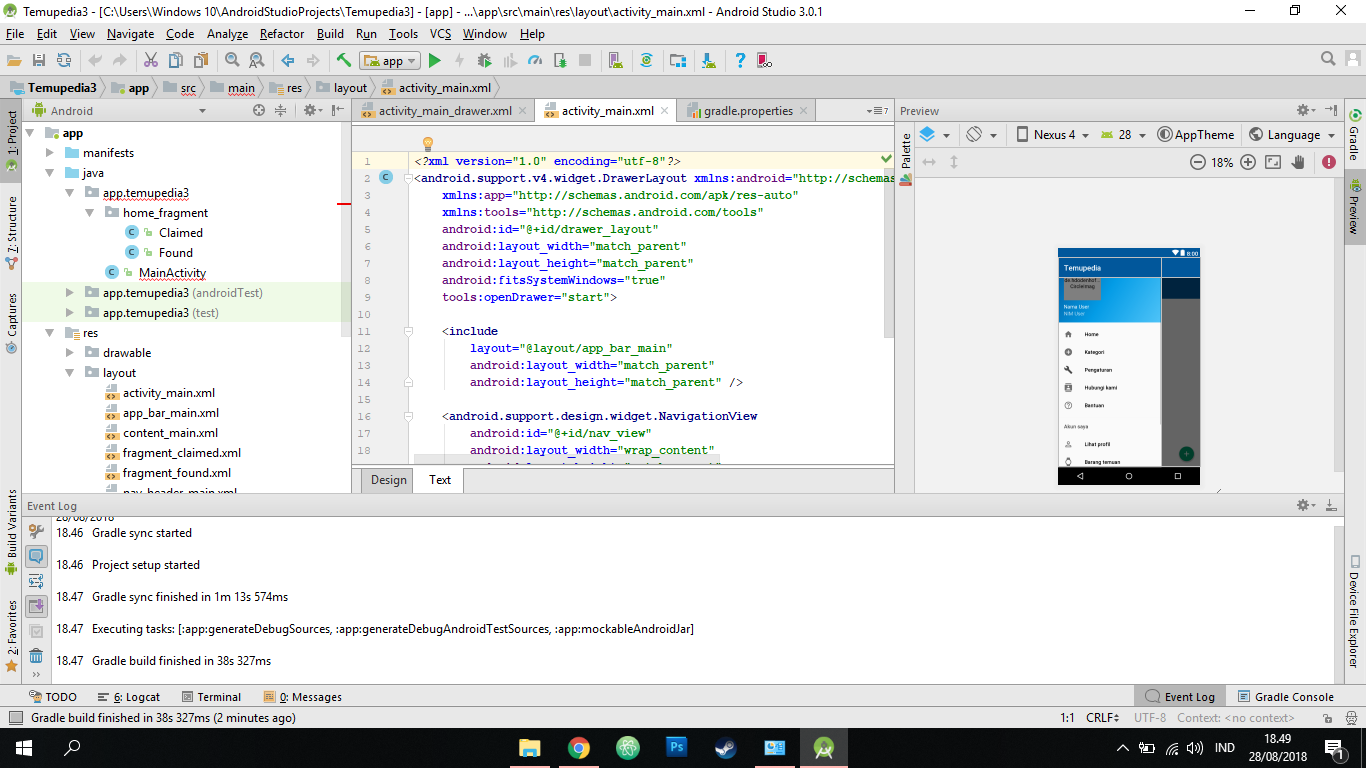 Temupedia3 - [C:\Users\Windows 10\AndroidStudioProjects\Temupedia3] - [app] - ...\app\src\main\res\layout\activity_main.xml - Android Studio 3.0.1
File Edit View Navigate Code Analyze Refactor Build Run Tools VCS Window Help
app
Temupedia3 app src main res layout activity_main.xml
Android
activity_main_drawer.xml activity_main.xml gradle.properties 7
Preview
1: Project
7: Structure
Captures
Build Variants
2: Favorites
app
manifests
java
app.temupedia3
home_fragment
Claimed
Found
MainActivity
app.temupedia3 (androidTest)
app.temupedia3 (test)
res
drawable
layout
activity_main.xml
app_bar_main.xml
content_main.xml
fragment_claimed.xml
fragment_found.xml
nav_header_main.xml
1 <?xml version="1.0" encoding="utf-8"?>
2 <android.support.v4.widget.DrawerLayout xmlns:android="http://schemas
3 xmlns:app="http://schemas.android.com/apk/res-auto"
4 xmlns:tools="http://schemas.android.com/tools"
5 android:id="@+id/drawer_layout"
6 android:layout_width="match_parent"
7 android:layout_height="match_parent"
8 android:fitsSystemWindows="true"
9 tools:openDrawer="start">
10
11 <include
12 layout="@layout/app_bar_main"
13 android:layout_width="match_parent"
14 android:layout_height="match_parent" />
15
16 <android.support.design.widget.NavigationView
17 android:id="@+id/nav_view"
18 android:layout_width="wrap_content"
Design Text
Palette
Nexus 4 28 AppTheme Language
18%
8:00
Temupedia
Nama User
NIM User
Home
Kategori
Pengaturan
Hubungi kami
Bantuan
Akun saya
Lihat profil
Barang temuan
Gradle
Preview
Device File Explorer
Event Log
28/08/2018
18.46 Gradle sync started
18.46 Project setup started
18.47 Gradle sync finished in 1m 13s 574ms
18.47 Executing tasks: [:app:generateDebugSources, :app:generateDebugAndroidTestSources, :app:mockableAndroidJar]
18.47 Gradle build finished in 38s 327ms
TODO 6: Logcat Terminal 0: Messages Event Log Gradle Console
Gradle build finished in 38s 327ms (2 minutes ago) 1:1 CRLF UTF-8 Context: <no context>
Ps IND 18.49
28/08/2018 1